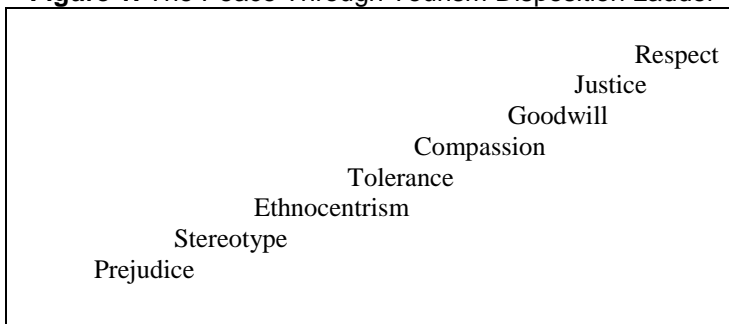 Figure 1. The Peace Through Tourism Disposition Ladder
Respect
Justice
Goodwill
Compassion
Tolerance
Ethnocentrism
Stereotype
Prejudice